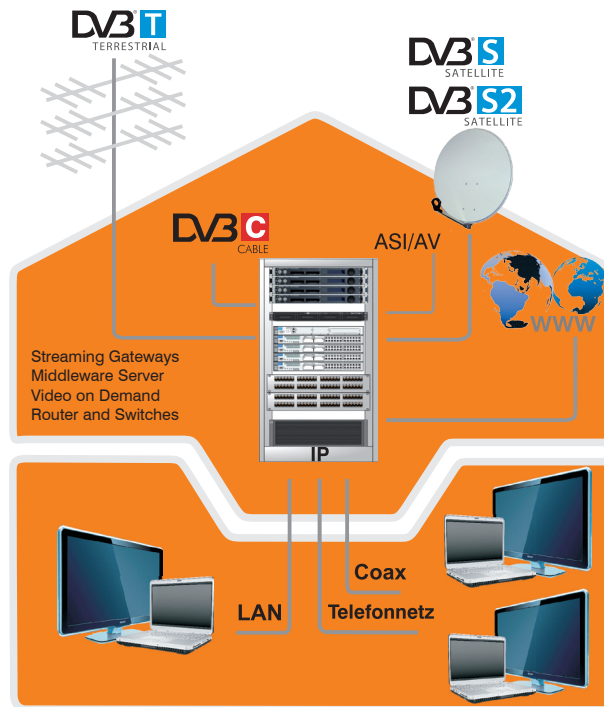 DVB T
TERRESTRIAL
DVB S
SATELLITE
DVB S2
SATELLITE
DVB C
CABLE
ASI/AV
WWW
Streaming Gateways
Middleware Server
Video on Demand
Router and Switches
IP
Coax
LAN
Telefonnetz